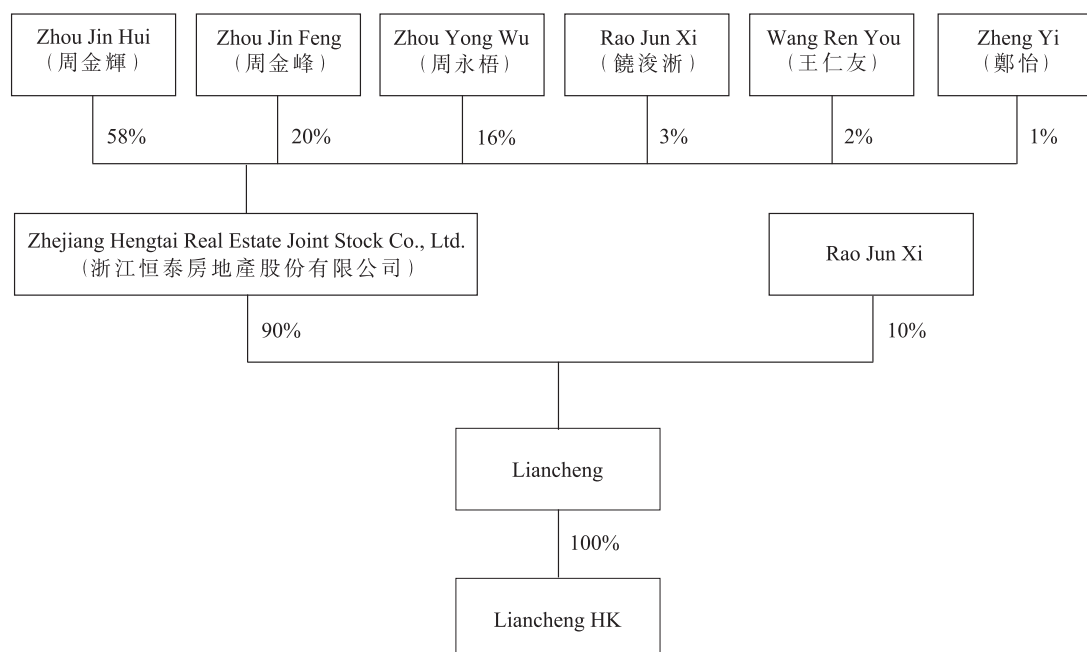 Zhou Jin Hui
（周金輝）
Zhou Jin Feng
（周金峰）
Zhou Yong Wu
（周永梧）
Rao Jun Xi
（饒浚淅）
Wang Ren You
（王仁友）
Zheng Yi
（鄭怡）
58%
20%
16%
3%
2%
1%
Zhejiang Hengtai Real Estate Joint Stock Co., Ltd.
（浙江恒泰房地產股份有限公司）
Rao Jun Xi
90%
10%
Liancheng
100%
Liancheng HK